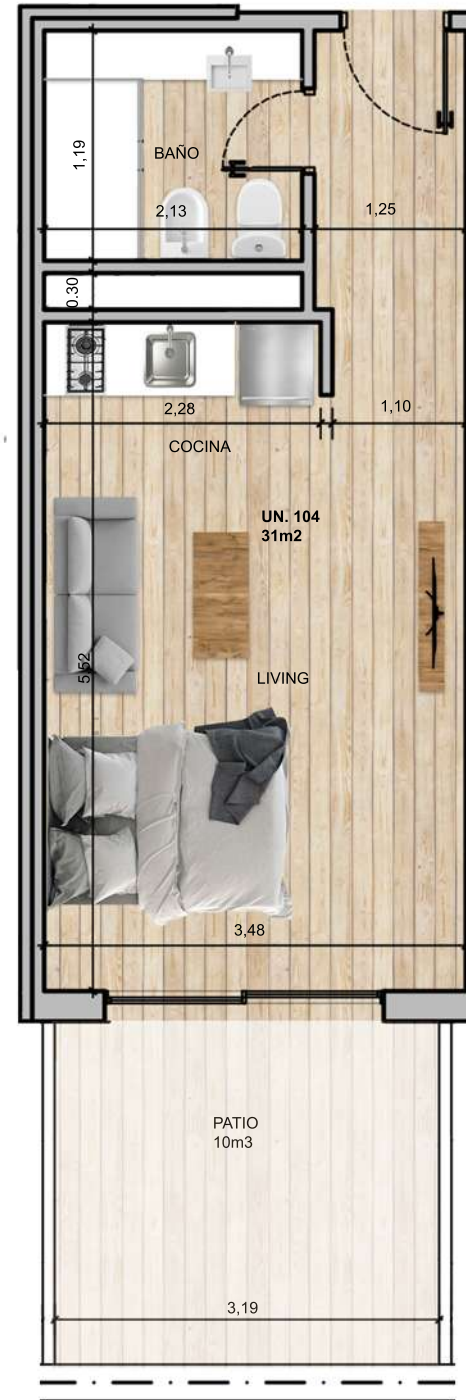 1,19
BAÑO
2,13
1,25
0.30
2,28
1,10
COCINA
UN. 104
31m2
5,52
LIVING
3,48
PATIO
10m3
3,19